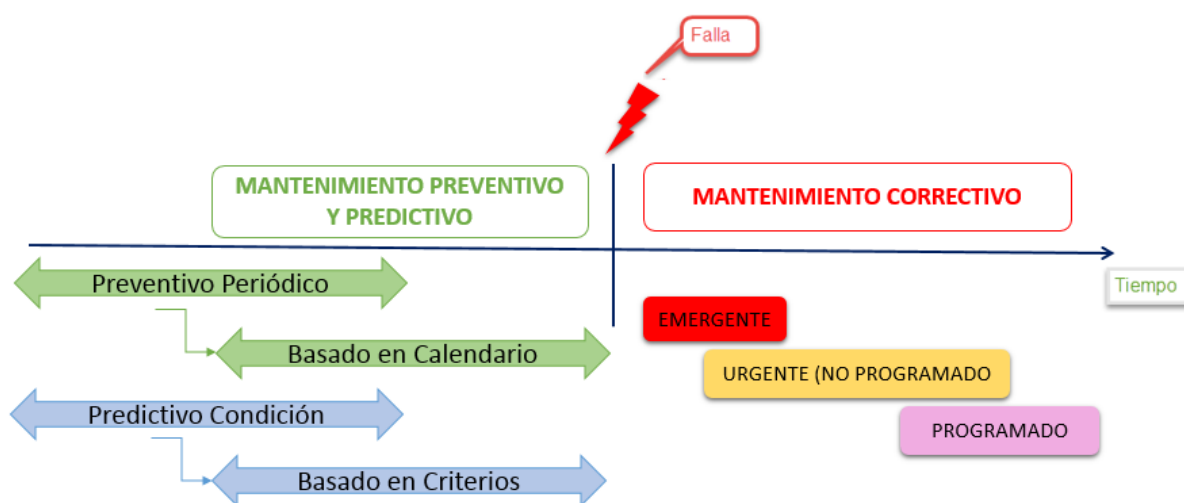 Falla
MANTENIMIENTO PREVENTIVO
Y PREDICTIVO
MANTENIMIENTO CORRECTIVO
Preventivo Periódico
Tiempo
EMERGENTE
Basado en Calendario
URGENTE (NO PROGRAMADO
Predictivo Condición
PROGRAMADO
Basado en Criterios